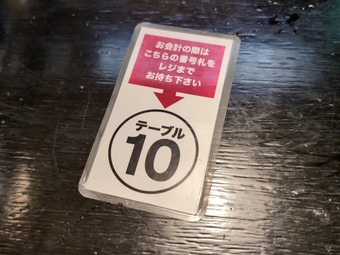 お会計の際は
こちらの番号札を
レジまで
お持ち下さい
テーブル
10